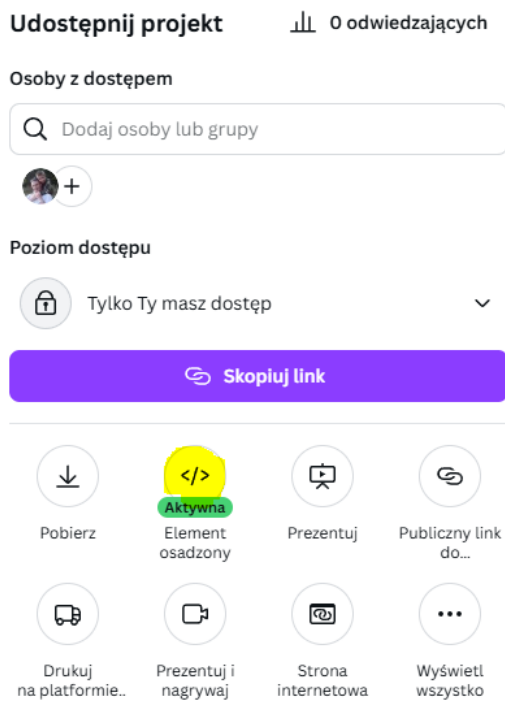 Udostępnij projekt
0 odwiedzających
Osoby z dostępem
Dodaj osoby lub grupy
Poziom dostępu
Tylko Ty masz dostęp
Skopiuj link
Aktywna
Pobierz
Element
osadzony
Prezentuj
Publiczny link
do...
Drukuj
na platformie..
Prezentuj i
nagrywaj
Strona
internetowa
Wyświetl
wszystko